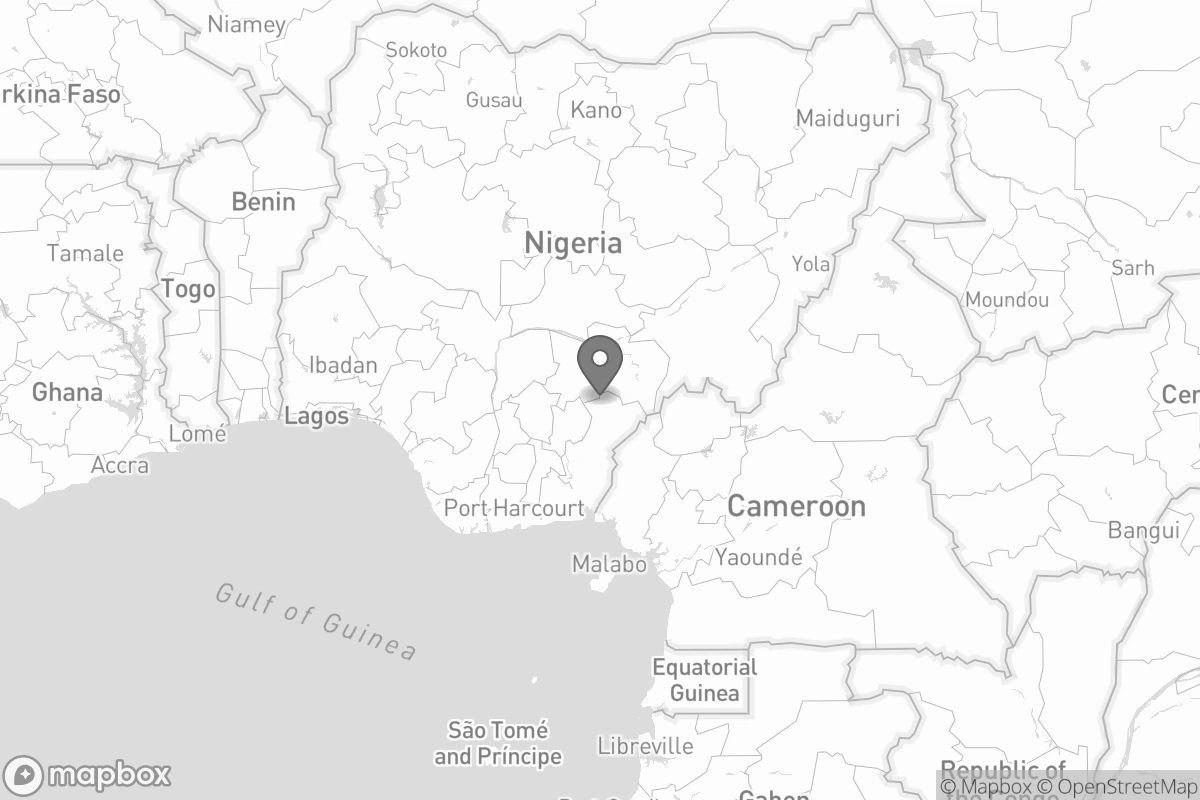 Niamey
Sokoto
rkina Faso
Gusau
Kano
Maiduguri
Benin
Nigeria
Tamale
Yola
Sarh
Togo
Moundou
Ibadan
Ghana
Cen
Lagos
Lomé
Accra
Port Harcourt
Cameroon
Bangui
Yaoundé
Malabo
Gulf of Guinea
Equatorial
Guinea
São Tomé
and Príncipe
Libreville
Republic of
mapbox
© Mapbox © OpenStreetMap